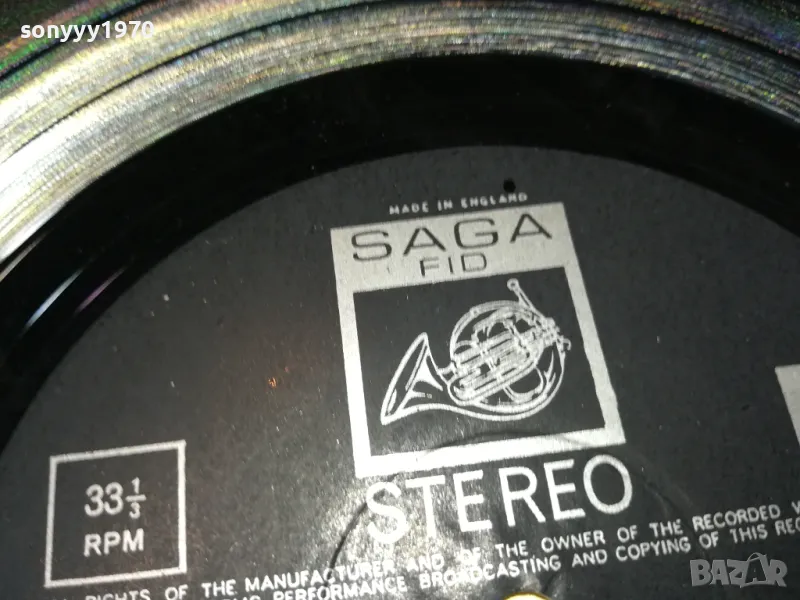 sonyyy1970
MADE IN ENGLAND
SAGA
FID
STEREO
33 1/3
RPM
RIGHTS OF THE MANUFACTURER AND OF THE OWNER OF THE RECORDED
PERFORMANCE BROADCASTING AND COPYING OF THIS
BAZAR